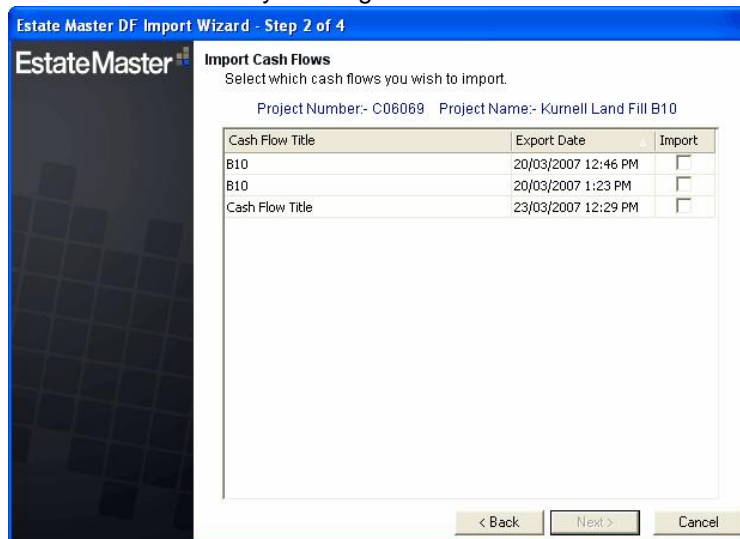 Estate Master DF Import Wizard - Step 2 of 4
EstateMaster
Import Cash Flows
Select which cash flows you wish to import.
Project Number:- C06069 Project Name:- Kurnell Land Fill B10
Cash Flow Title Export Date Import
B10 20/03/2007 12:46 PM
B10 20/03/2007 1:23 PM
Cash Flow Title 23/03/2007 12:29 PM
< Back Next > Cancel